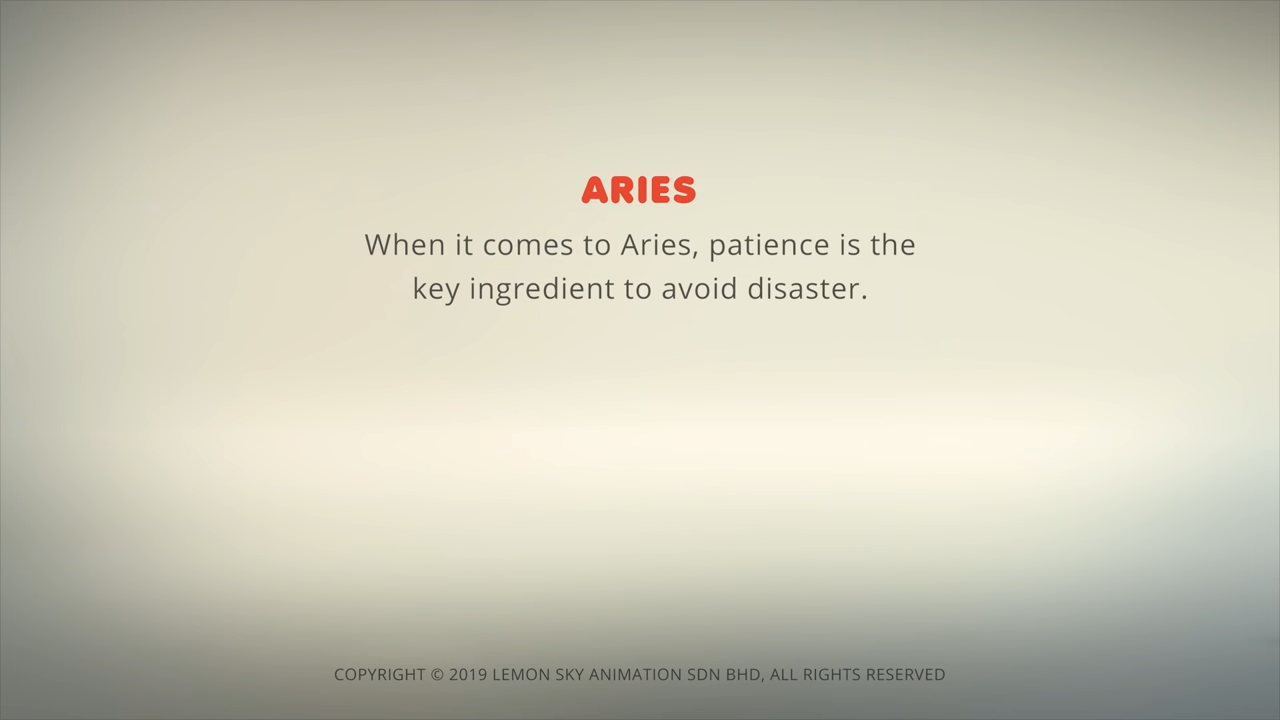 ARIES
When it comes to Aries, patience is the
key ingredient to avoid disaster.
COPYRIGHT © 2019 LEMON SKY ANIMATION SDN BHD, ALL RIGHTS RESERVED